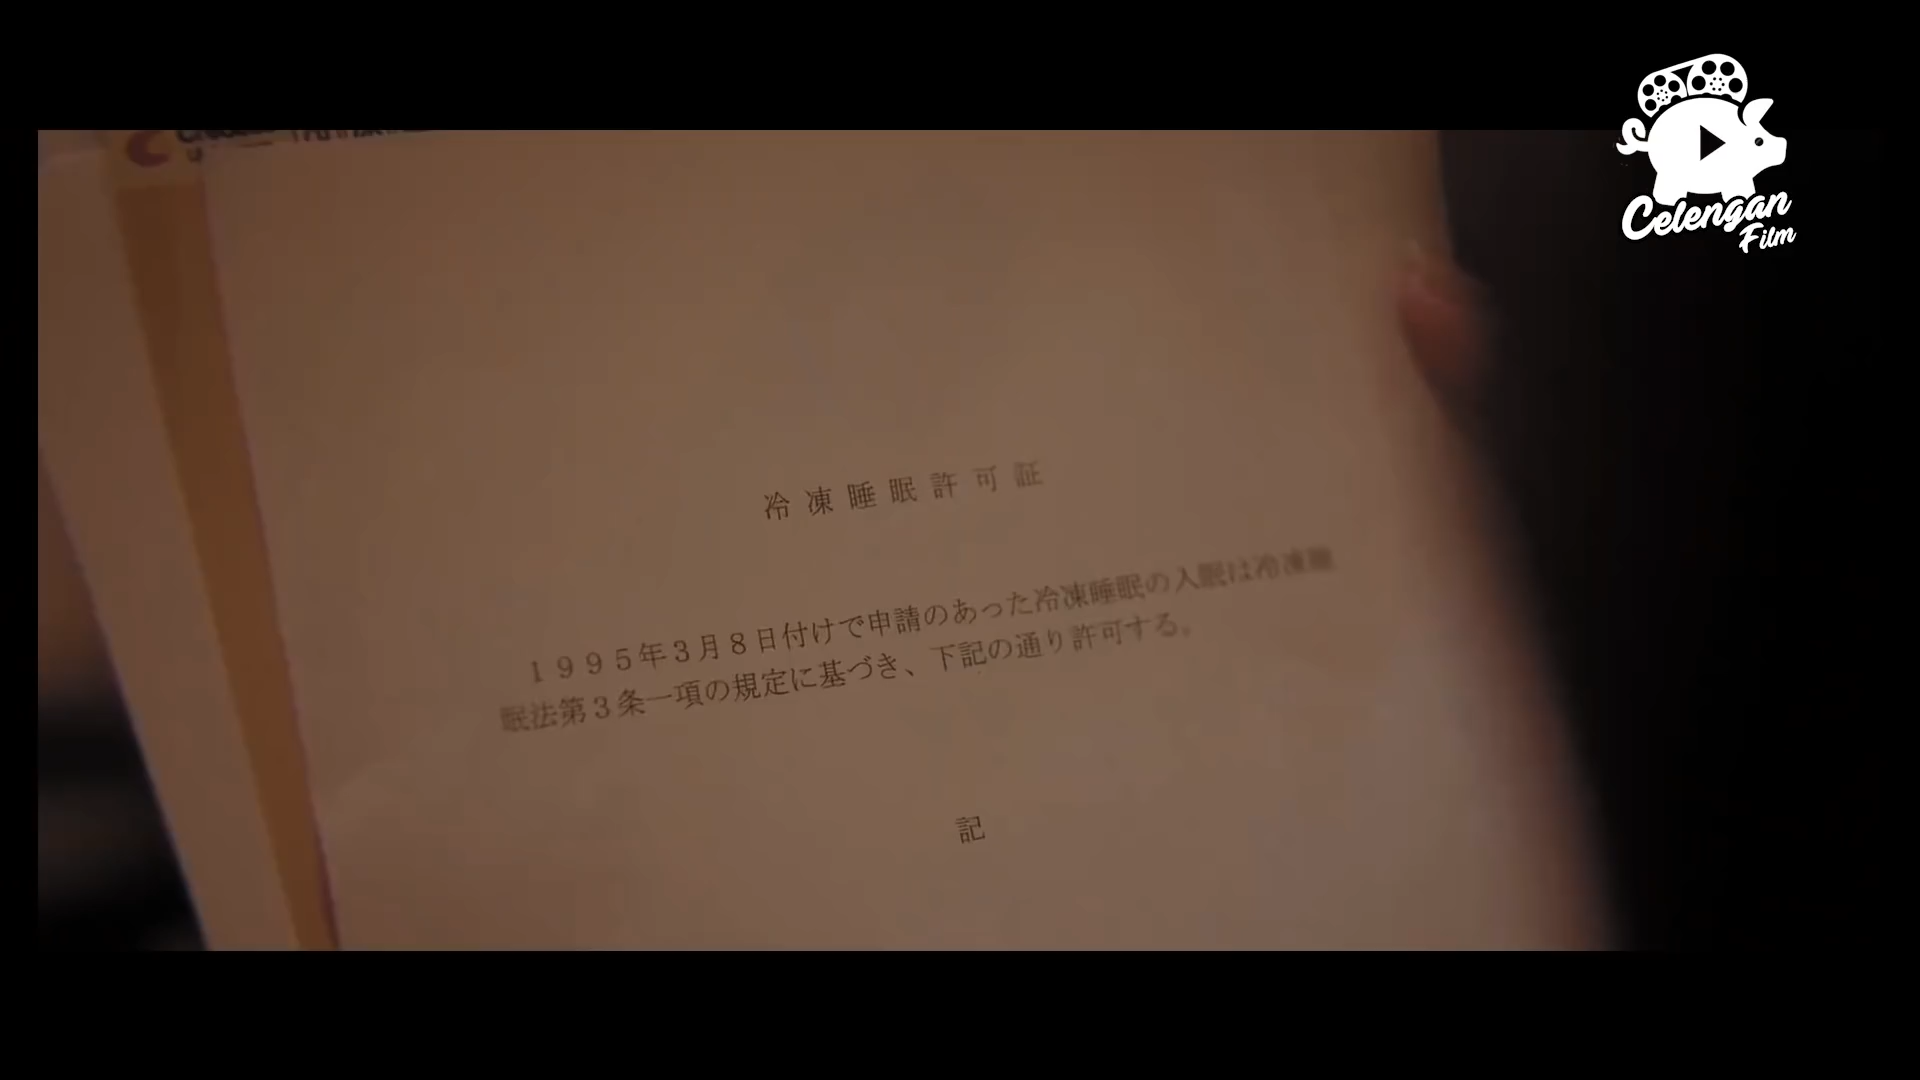 Celengan
Film
冷凍睡眠許可証
1995年3月8日付けで申請のあった冷凍睡眠の入眠は冷凍睡
眠法第3条一項の規定に基づき、下記の通り許可する。
記